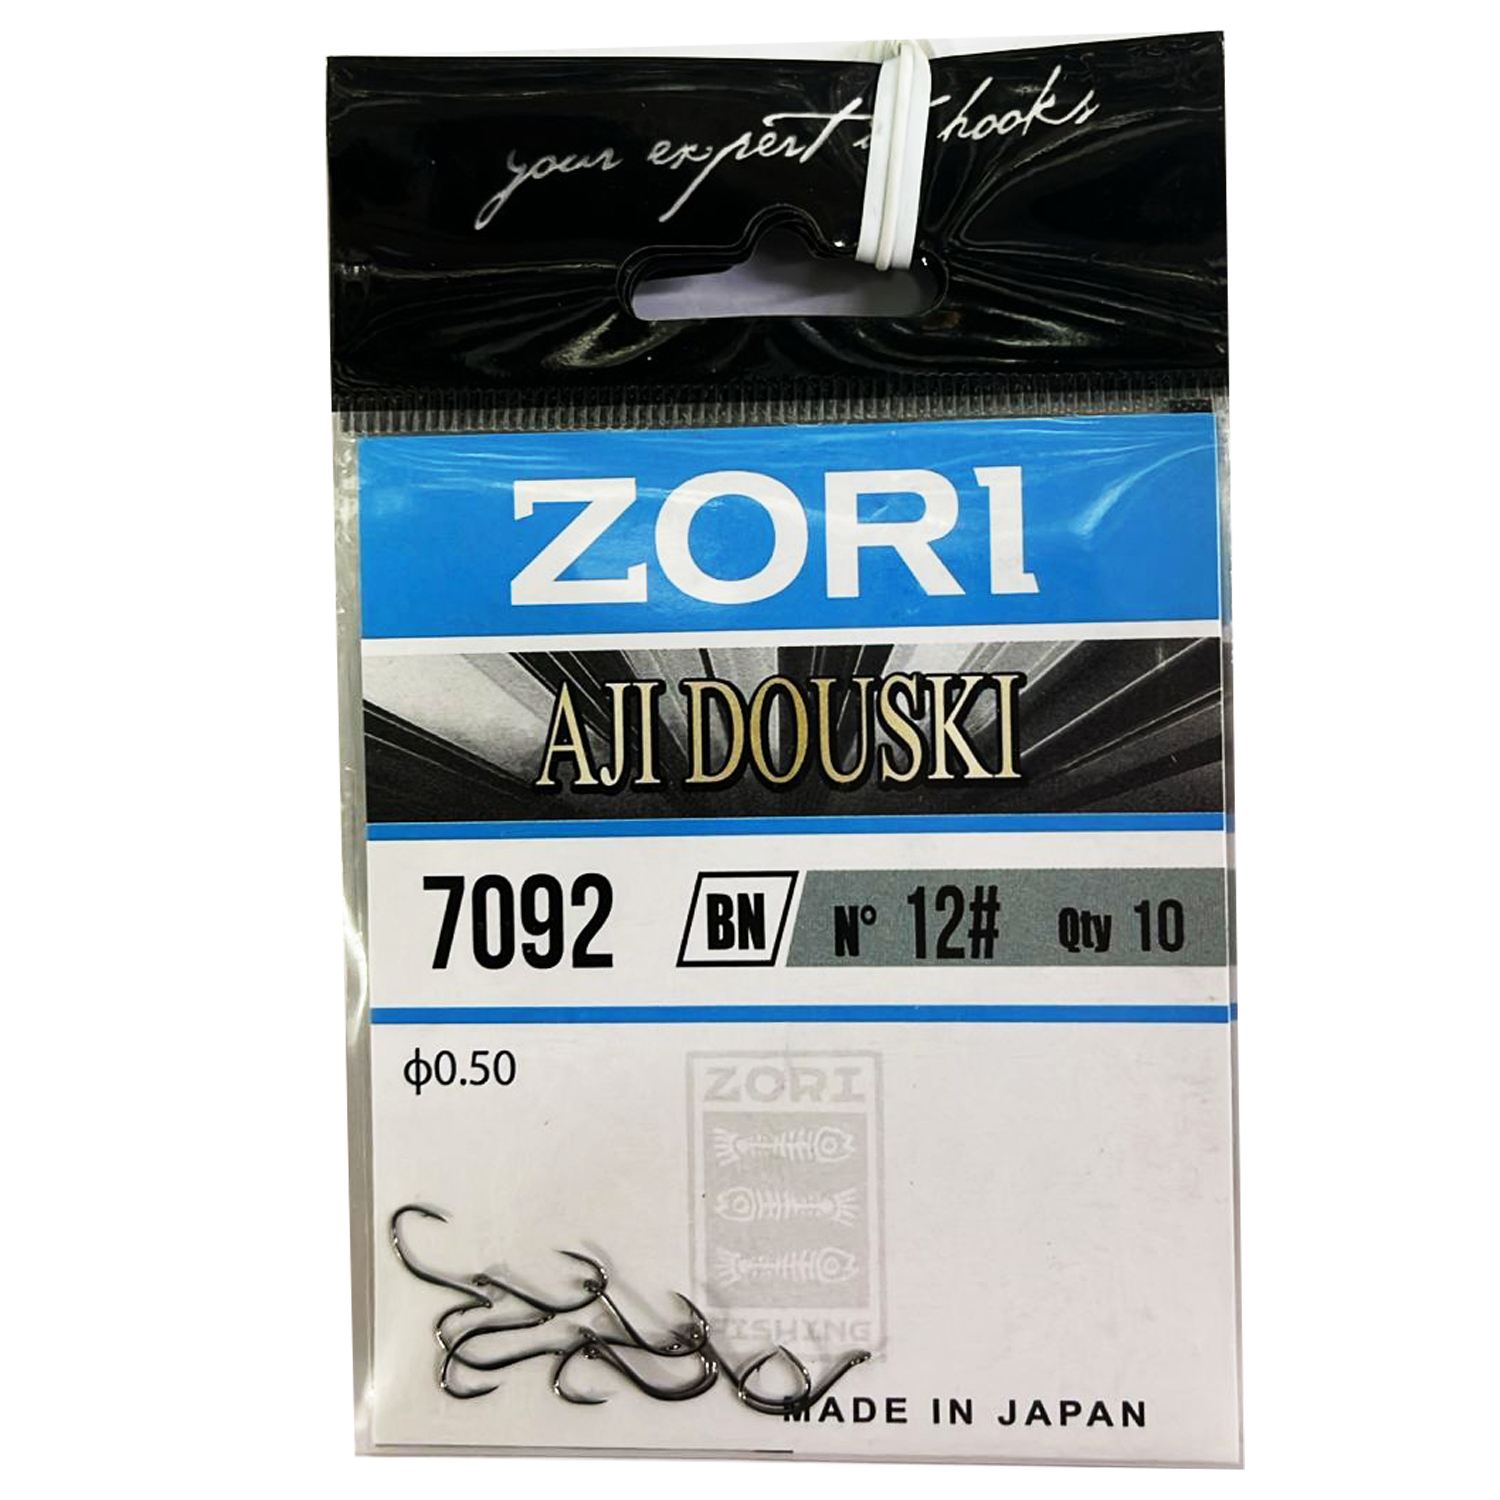 your expert hooks
ZORI
AJI DOUSKI
7092 BN N° 12# Qty 10
ϕ0.50
ZORI
FISHING
MADE IN JAPAN